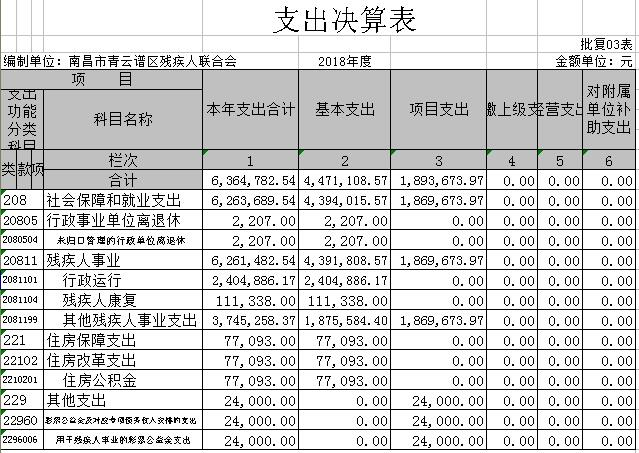 支出决算表
批复03表
编制单位：南昌市青云谱区残疾人联合会 2018年度 金额单位：元
项 目 本年支出合计 基本支出 项目支出 缴上级支 经营支出 对附属单位补助支出
支出功能分类科目 科目名称
类 款 项 栏次 1 2 3 4 5 6
合计 6,364,782.54 4,471,108.57 1,893,673.97 0.00 0.00 0.00
208 社会保障和就业支出 6,263,689.54 4,394,015.57 1,869,673.97 0.00 0.00 0.00
20805 行政事业单位离退休 2,207.00 2,207.00 0.00 0.00 0.00 0.00
2080504 未归口管理的行政单位离退休 2,207.00 2,207.00 0.00 0.00 0.00 0.00
20811 残疾人事业 6,261,482.54 4,391,808.57 1,869,673.97 0.00 0.00 0.00
2081101 行政运行 2,404,886.17 2,404,886.17 0.00 0.00 0.00 0.00
2081104 残疾人康复 111,338.00 111,338.00 0.00 0.00 0.00 0.00
2081199 其他残疾人事业支出 3,745,258.37 1,875,584.40 1,869,673.97 0.00 0.00 0.00
221 住房保障支出 77,093.00 77,093.00 0.00 0.00 0.00 0.00
22102 住房改革支出 77,093.00 77,093.00 0.00 0.00 0.00 0.00
2210201 住房公积金 77,093.00 77,093.00 0.00 0.00 0.00 0.00
229 其他支出 24,000.00 0.00 24,000.00 0.00 0.00 0.00
22960 彩票公益金及对应专项债务收入安排的支出 24,000.00 0.00 24,000.00 0.00 0.00 0.00
2296006 用于残疾人事业的彩票公益金支出 24,000.00 0.00 24,000.00 0.00 0.00 0.00